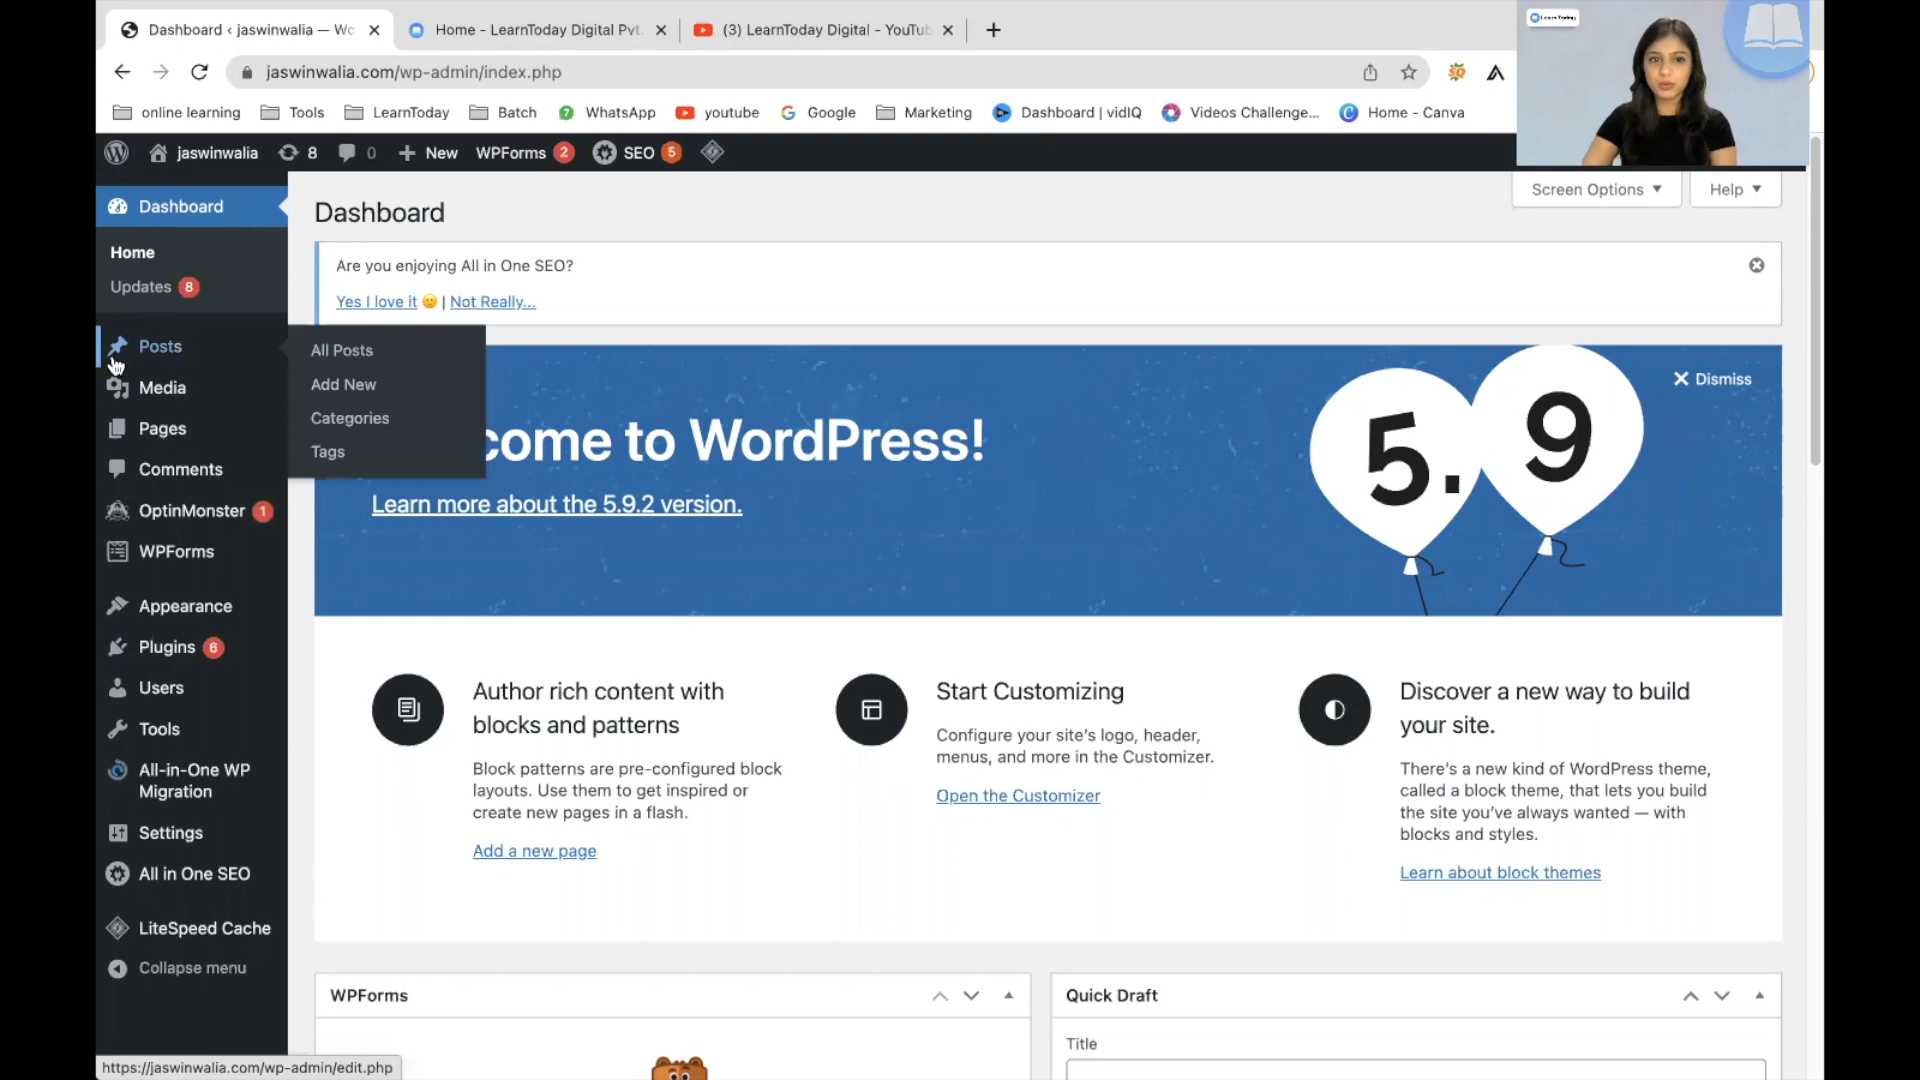 Dashboard ‹ jaswinwalia — Wo
Home - LearnToday Digital Pvt.
(3) LearnToday Digital - YouTub
jaswinwalia.com/wp-admin/index.php
online learning Tools LearnToday Batch WhatsApp youtube Google Marketing Dashboard | vidIQ Videos Challenge... Home - Canva
Learn Today
jaswinwalia 8 0 New WPForms 2 SEO 5
Screen Options Help
Dashboard
Home
Updates 8
Posts
Media
Pages
Comments
OptinMonster 1
WPForms
Appearance
Plugins 6
Users
Tools
All-in-One WP
Migration
Settings
All in One SEO
LiteSpeed Cache
Collapse menu
All Posts
Add New
Categories
Tags
Dashboard
Are you enjoying All in One SEO?
Yes I love it 🙂 | Not Really...
Dismiss
come to WordPress!
Learn more about the 5.9.2 version.
5.9
Author rich content with
blocks and patterns
Block patterns are pre-configured block
layouts. Use them to get inspired or
create new pages in a flash.
Add a new page
Start Customizing
Configure your site's logo, header,
menus, and more in the Customizer.
Open the Customizer
Discover a new way to build
your site.
There's a new kind of WordPress theme,
called a block theme, that lets you build
the site you've always wanted — with
blocks and styles.
Learn about block themes
WPForms
Quick Draft
Title
https://jaswinwalia.com/wp-admin/edit.php